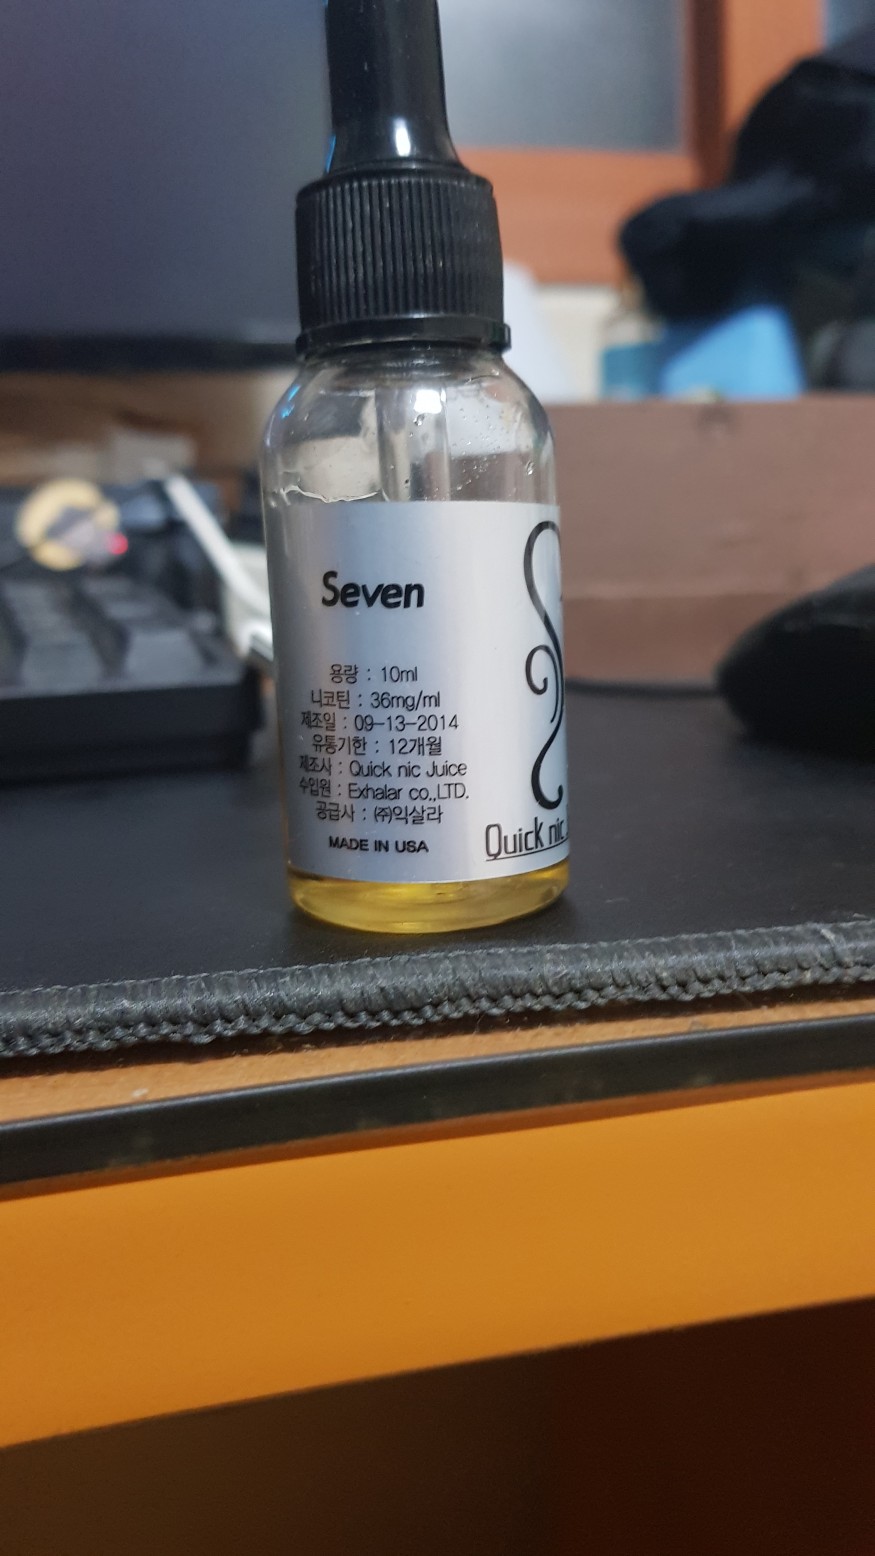 Seven
용량 : 10ml
니코틴 : 36mg/ml
제조일 : 09-13-2014
유통기한 : 12개월
제조사 : Quick nic Juice
수입원 : Exhalar co.,LTD.
공급사 : ㈜익살라
MADE IN USA
Quick nic